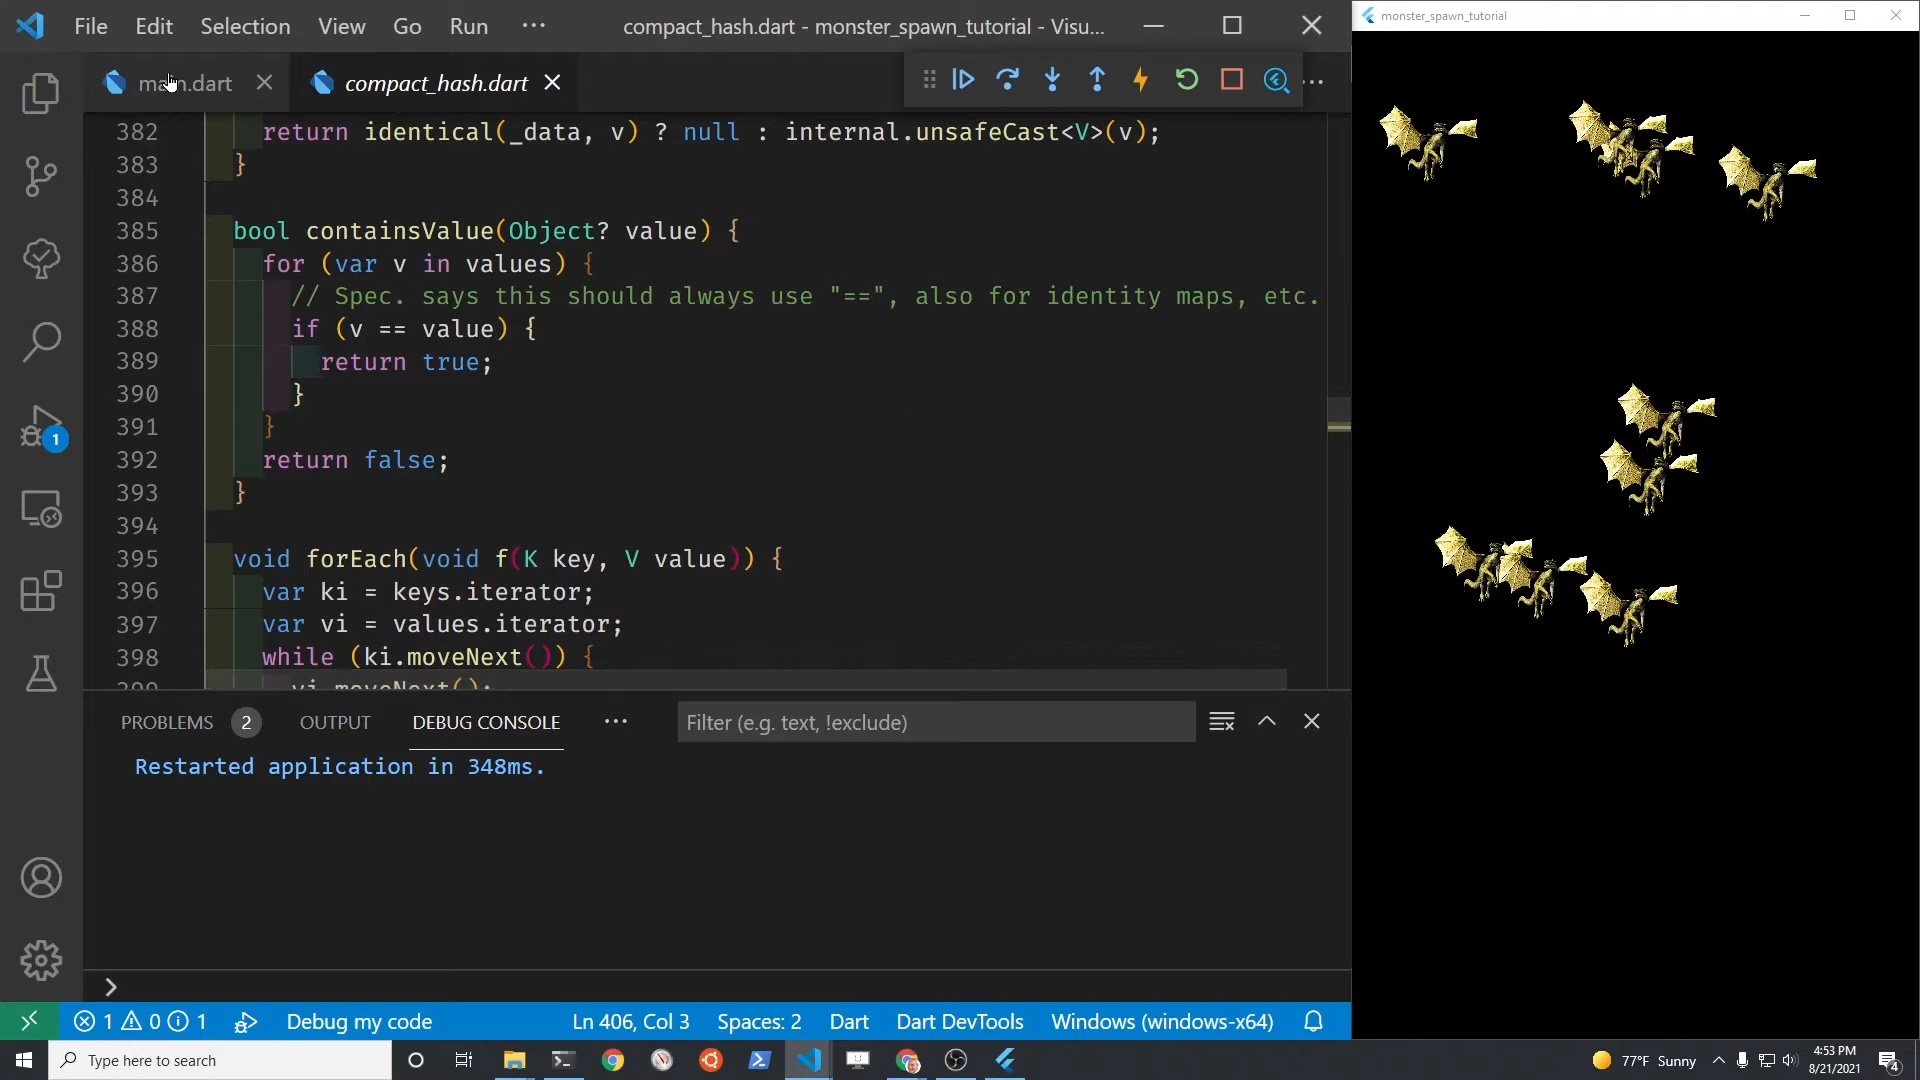 File Edit Selection View Go Run ··· compact_hash.dart - monster_spawn_tutorial - Visu...
monster_spawn_tutorial
main.dart compact_hash.dart
382 return identical(_data, v) ? null : internal.unsafeCast<V>(v);
383 }
384
385 bool containsValue(Object? value) {
386 for (var v in values) {
387 // Spec. says this should always use "==", also for identity maps, etc.
388 if (v == value) {
389 return true;
390 }
391 }
392 return false;
393 }
394
395 void forEach(void f(K key, V value)) {
396 var ki = keys.iterator;
397 var vi = values.iterator;
398 while (ki.moveNext()) {
399 vi.moveNext();
1
PROBLEMS 2 OUTPUT DEBUG CONSOLE ··· Filter (e.g. text, !exclude)
Restarted application in 348ms.
1 0 1 Debug my code Ln 406, Col 3 Spaces: 2 Dart Dart DevTools Windows (windows-x64)
Type here to search
77°F Sunny
4:53 PM
8/21/2021
4